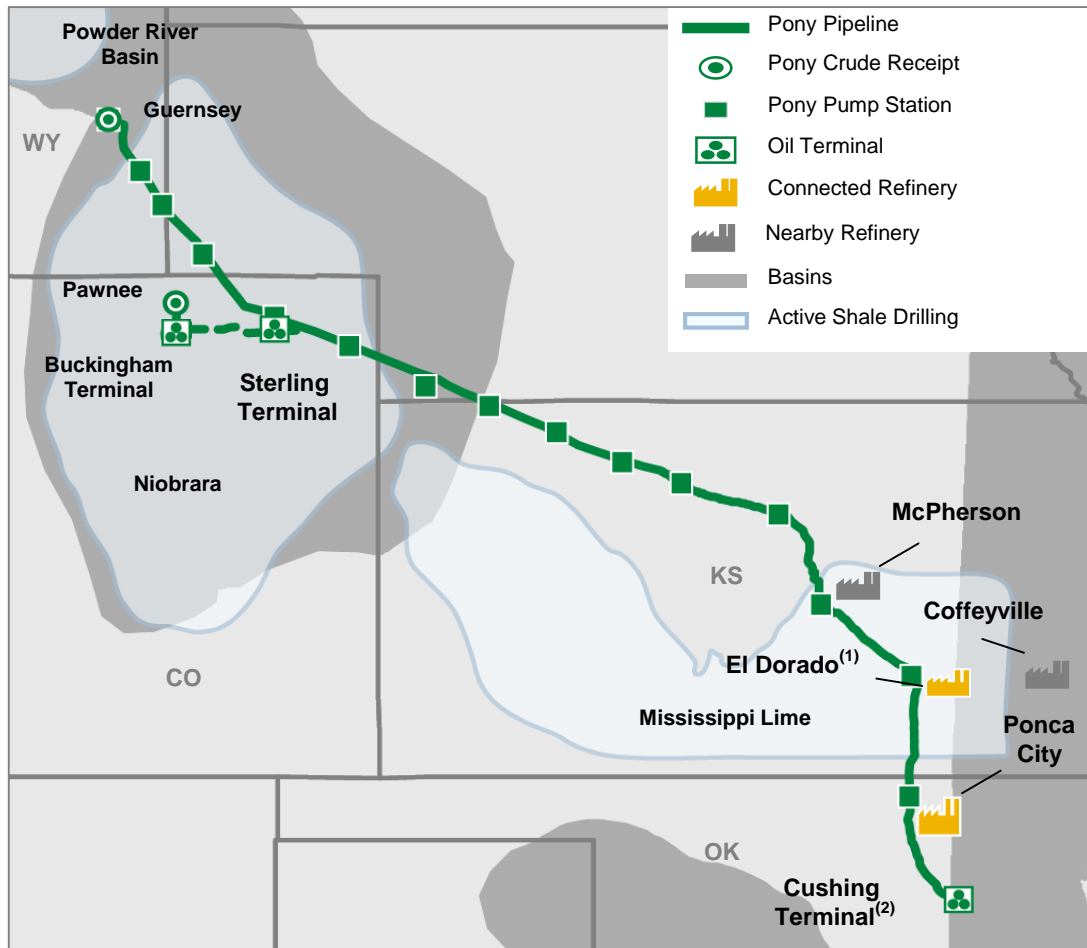 Powder River
Basin
Guernsey
WY
Pony Pipeline
Pony Crude Receipt
Pony Pump Station
Oil Terminal
Connected Refinery
Nearby Refinery
Basins
Active Shale Drilling
Pawnee
Buckingham
Terminal
Sterling
Terminal
Niobrara
McPherson
KS
Coffeyville
El Dorado(1)
CO
Mississippi Lime
Ponca
City
OK
Cushing
Terminal(2)